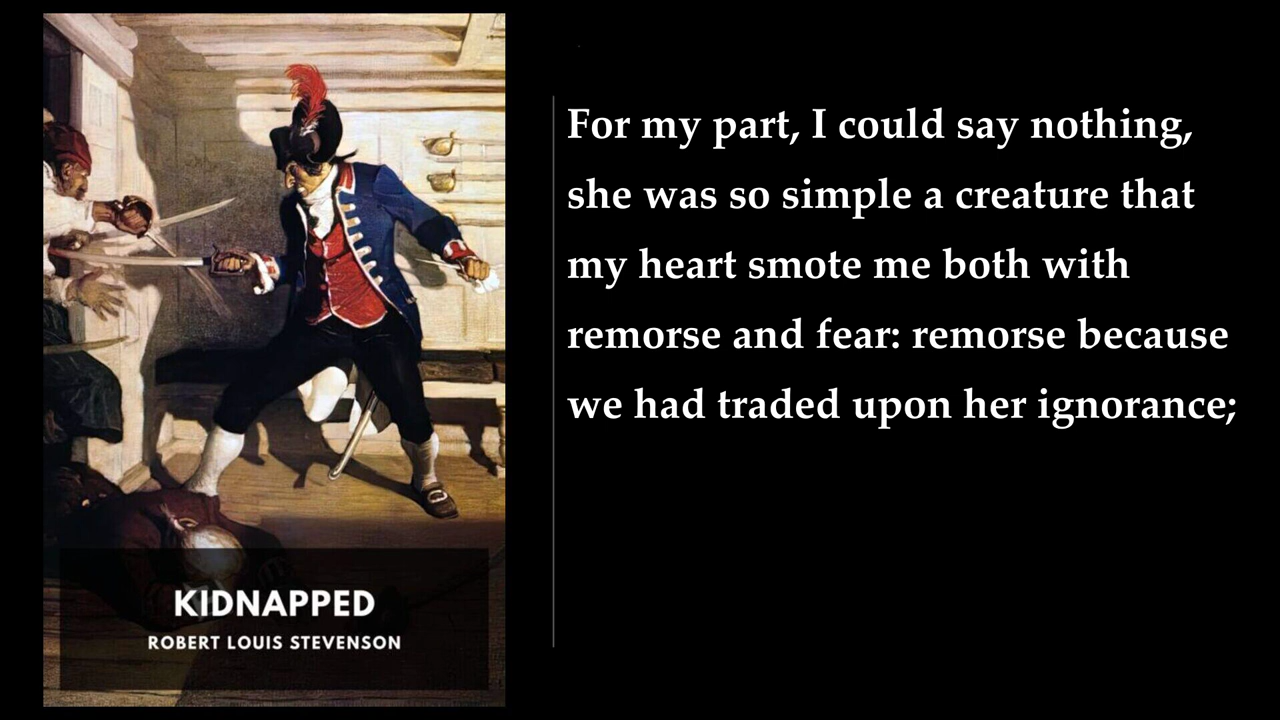 KIDNAPPED
ROBERT LOUIS STEVENSON
For my part, I could say nothing,
she was so simple a creature that
my heart smote me both with
remorse and fear: remorse because
we had traded upon her ignorance;